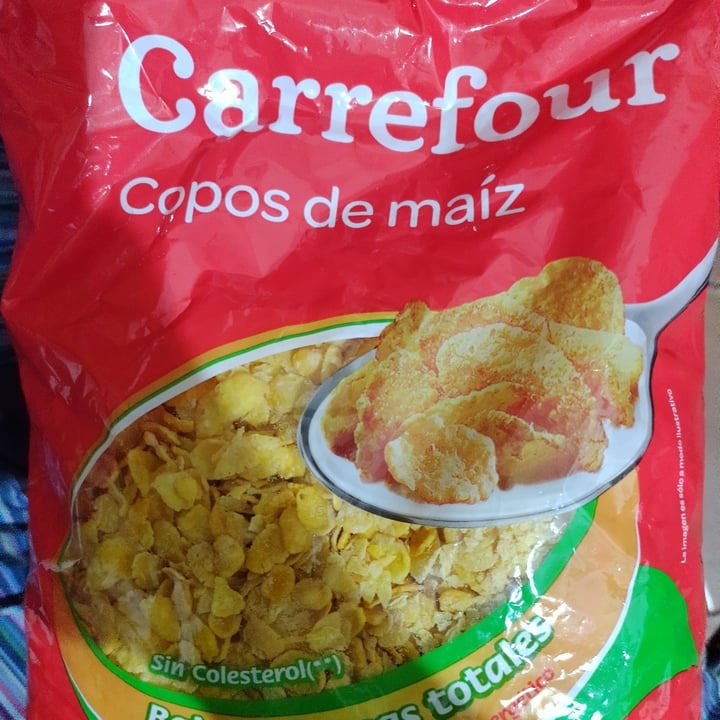 Carrefour
Copos de maíz
La imagen es sólo a modo ilustrativo
sin Colesterol(**)
totales